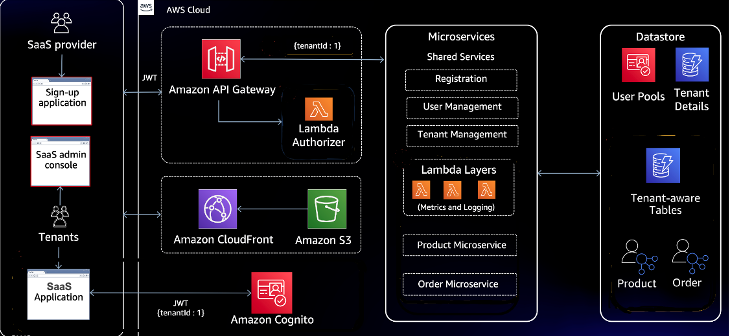 SaaS provider
Sign-up
application
SaaS admin
console
Tenants
SaaS
Application
aws
AWS Cloud
JWT
{tenantId : 1}
Amazon API Gateway
Lambda
Authorizer
Amazon CloudFront
Amazon S3
JWT
{tenantId : 1}
Amazon Cognito
Microservices
Shared Services
Registration
User Management
Tenant Management
Lambda Layers
(Metrics and Logging)
Product Microservice
Order Microservice
Datastore
User Pools
Tenant
Details
Tenant-aware
Tables
Product
Order